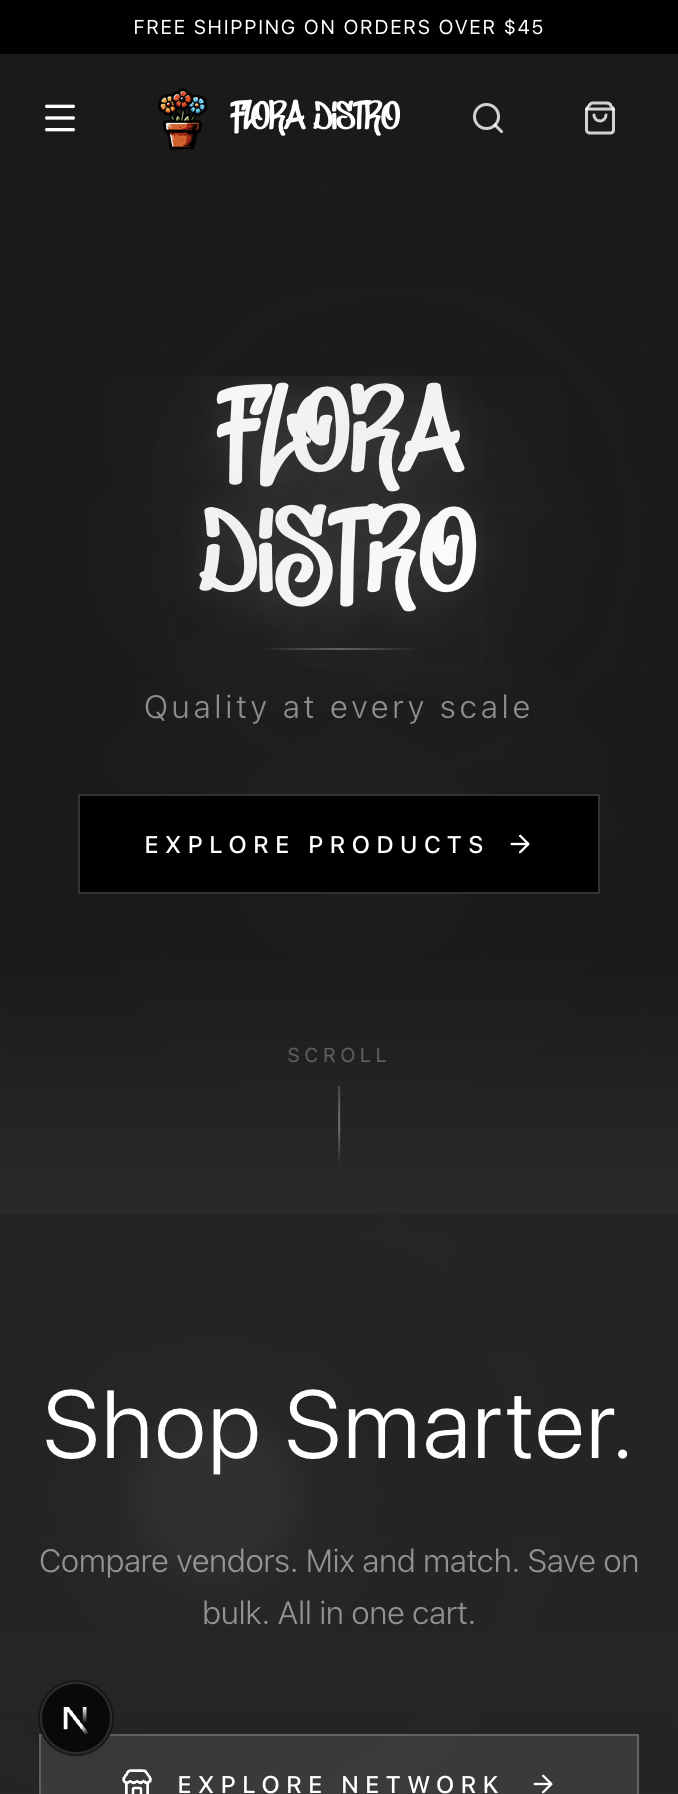 FREE SHIPPING ON ORDERS OVER $45
FLORA DiSTRO
FLORA
DiSTRO
Quality at every scale
EXPLORE PRODUCTS
SCROLL
Shop Smarter.
Compare vendors. Mix and match. Save on
bulk. All in one cart.
N
EXPLORE NETWORK